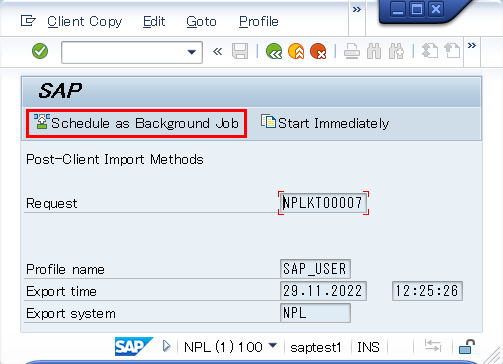 Client Copy Edit Goto Profile »
« »
SAP
Schedule as Background Job Start Immediately
Post-Client Import Methods
Request NPLKT00007
Profile name SAP_USER
Export time 29.11.2022 12:25:26
Export system NPL
SAP NPL (1) 100 saptest1 INS